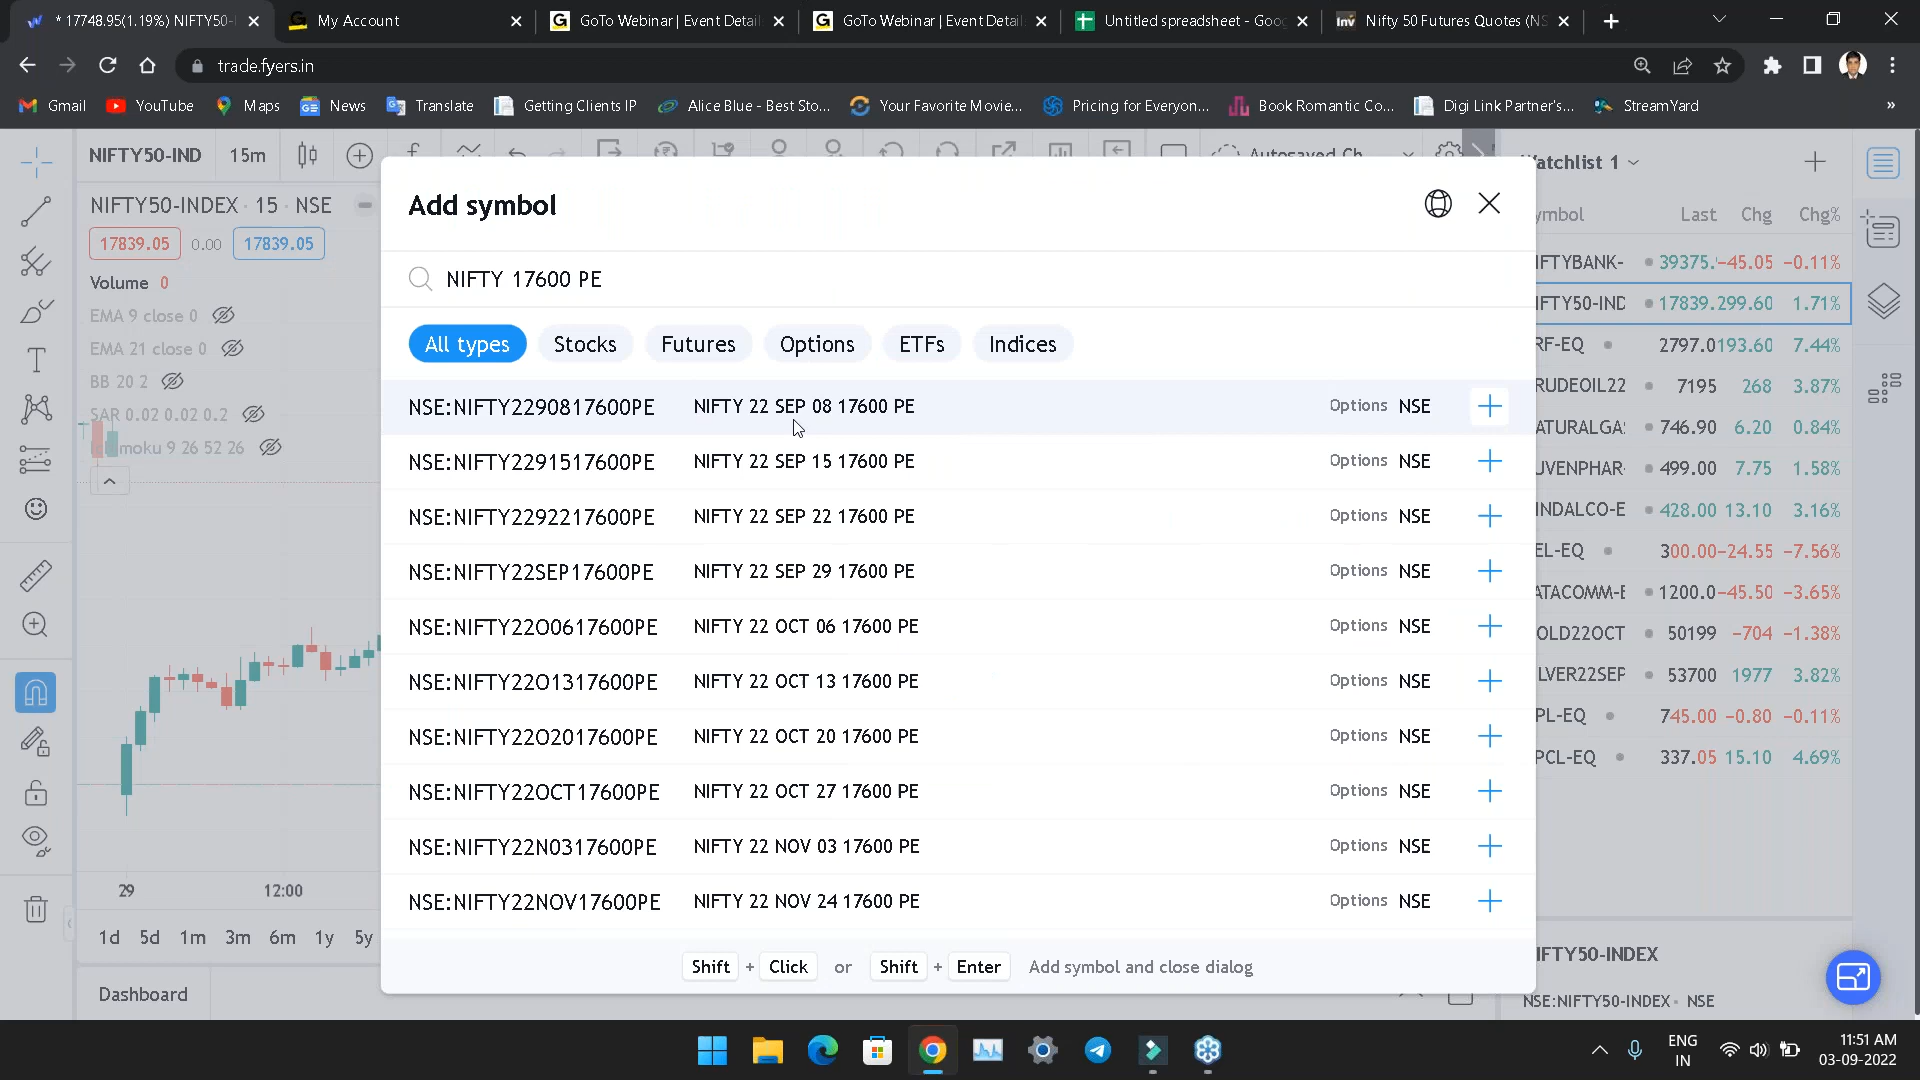 * 17748.95(1.19%) NIFTY50-
My Account
GoTo Webinar | Event Detail
GoTo Webinar | Event Detail
Untitled spreadsheet - Goog
Nifty 50 Futures Quotes (NS
trade.fyers.in
Gmail
YouTube
Maps
News
Translate
Getting Clients IP
Alice Blue - Best Sto...
Your Favorite Movie...
Pricing for Everyon...
Book Romantic Co...
Digi Link Partner's...
StreamYard
»
NIFTY50-IND
15m
Autosaved Ch
atchlist 1
NIFTY50-INDEX · 15 · NSE
17839.05 0.00 17839.05
Volume 0
EMA 9 close 0
EMA 21 close 0
BB 20 2
SAR 0.02 0.02 0.2
moku 9 26 52 26
Add symbol
NIFTY 17600 PE
All types Stocks Futures Options ETFs Indices
NSE:NIFTY2290817600PE NIFTY 22 SEP 08 17600 PE Options NSE
NSE:NIFTY2291517600PE NIFTY 22 SEP 15 17600 PE Options NSE
NSE:NIFTY2292217600PE NIFTY 22 SEP 22 17600 PE Options NSE
NSE:NIFTY22SEP17600PE NIFTY 22 SEP 29 17600 PE Options NSE
NSE:NIFTY22O0617600PE NIFTY 22 OCT 06 17600 PE Options NSE
NSE:NIFTY22O1317600PE NIFTY 22 OCT 13 17600 PE Options NSE
NSE:NIFTY22O2017600PE NIFTY 22 OCT 20 17600 PE Options NSE
NSE:NIFTY22OCT17600PE NIFTY 22 OCT 27 17600 PE Options NSE
NSE:NIFTY22N0317600PE NIFTY 22 NOV 03 17600 PE Options NSE
NSE:NIFTY22NOV17600PE NIFTY 22 NOV 24 17600 PE Options NSE
Shift + Click or Shift + Enter Add symbol and close dialog
ymbol Last Chg Chg%
IFTYBANK- 39375. -45.05 -0.11%
IFTY50-IND 17839. 299.60 1.71%
RF-EQ 2797.0 193.60 7.44%
RUDEOIL22 7195 268 3.87%
ATURALGA 746.90 6.20 0.84%
UVENPHAR 499.00 7.75 1.58%
INDALCO-E 428.00 13.10 3.16%
EL-EQ 300.00 -24.55 -7.56%
ATACOMM-E 1200.0 -45.50 -3.65%
OLD22OCT 50199 -704 -1.38%
LVER22SEP 53700 1977 3.82%
PL-EQ 745.00 -0.80 -0.11%
PCL-EQ 337.05 15.10 4.69%
IFTY50-INDEX
NSE:NIFTY50-INDEX · NSE
29 12:00
1d 5d 1m 3m 6m 1y 5y
Dashboard
ENG
IN
11:51 AM
03-09-2022